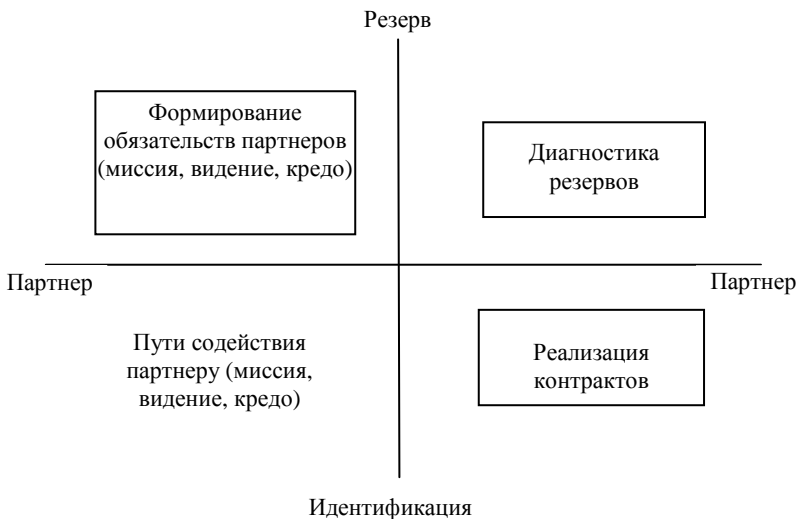 Резерв
Формирование
обязательств партнеров
(миссия, видение, кредо)
Диагностика
резервов
Партнер
Партнер
Пути содействия
партнеру (миссия,
видение, кредо)
Реализация
контрактов
Идентификация